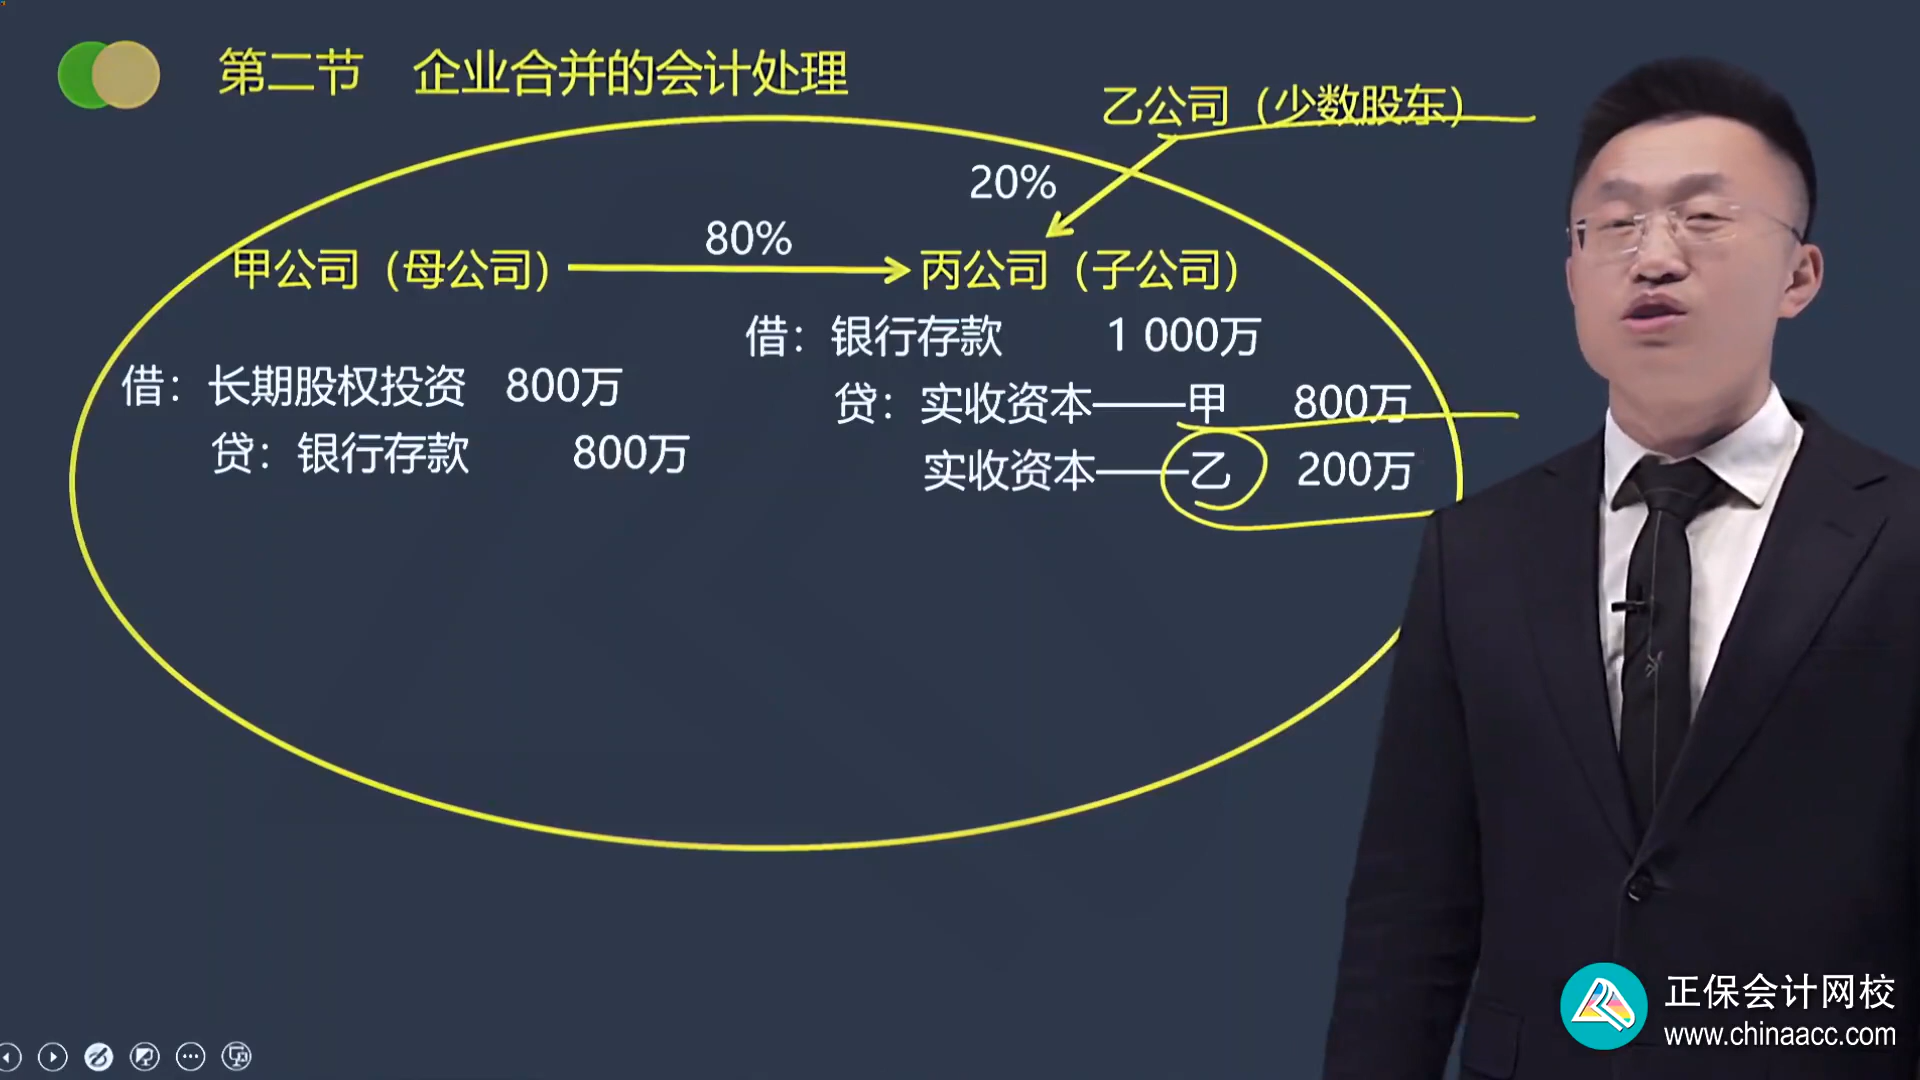 第二节 企业合并的会计处理
乙公司（少数股东）
20%
80%
甲公司（母公司） 丙公司（子公司）
借：银行存款 1 000万
借：长期股权投资 800万
贷：实收资本——甲 800万
贷：银行存款 800万
实收资本——乙 200万
正保会计网校
www.chinaacc.com